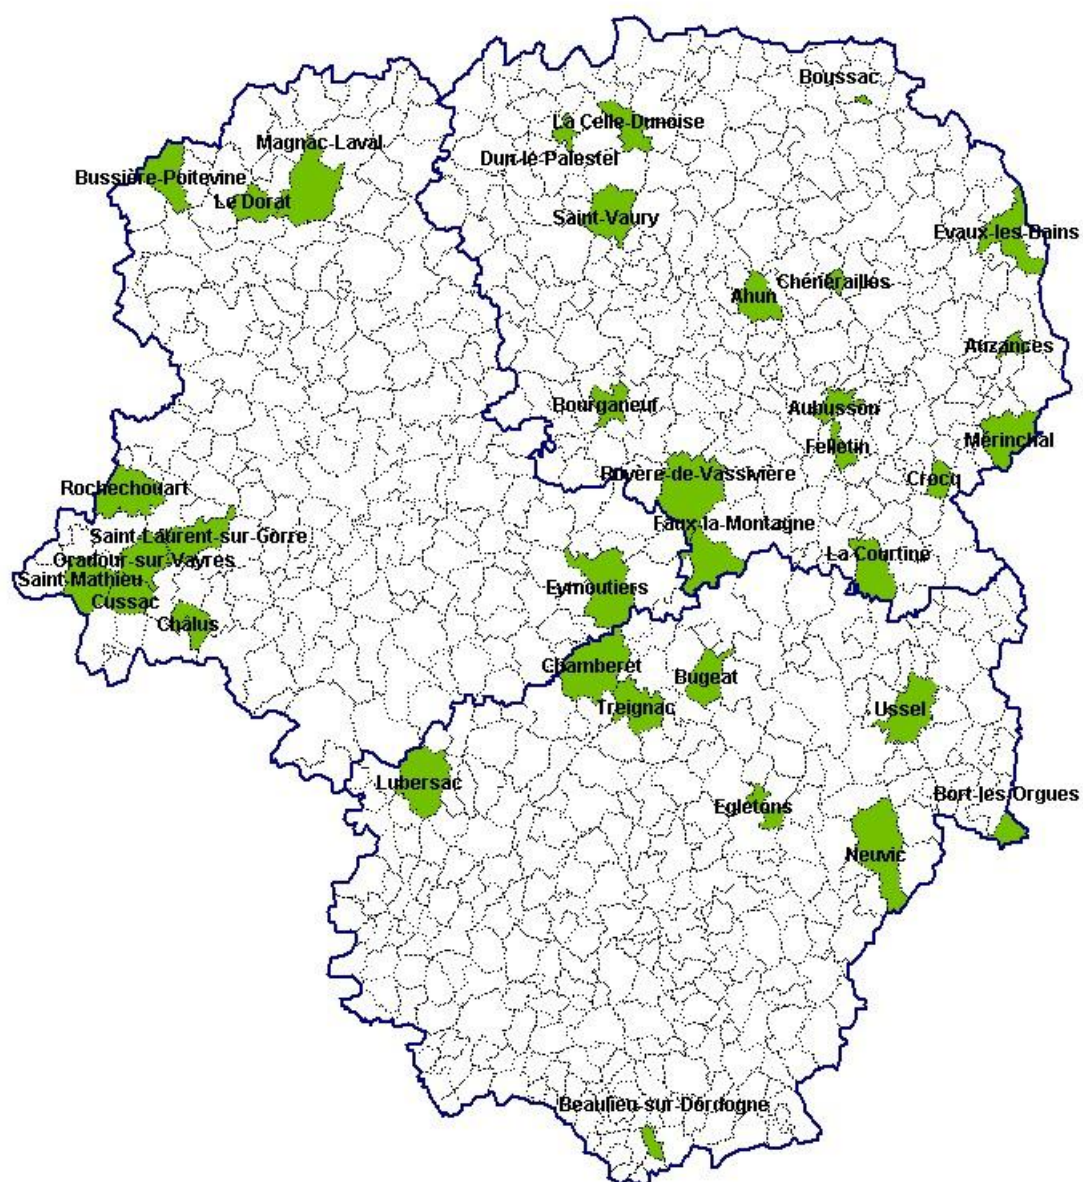 Boussac
La Celle-Dunoise
Magnac-Laval
Dun-le-Palestel
Bussière-Poitevine
Le Dorat
Saint-Vaury
Evaux-les-Bains
Chénérailles
Ahun
Auzances
Bourganeuf
Aubusson
Mérinchal
Felletin
Royère-de-Vassivière
Crocq
Rochechouart
Faux-la-Montagne
Saint-Laurent-sur-Gorre
La Courtine
Oradour-sur-Vayres
Saint-Mathieu
Eymoutiers
Cussac
Châlus
Chamberet
Bugeat
Treignac
Ussel
Lubersac
Bort-les-Orgues
Egletons
Neuvic
Beaulieu-sur-Dordogne